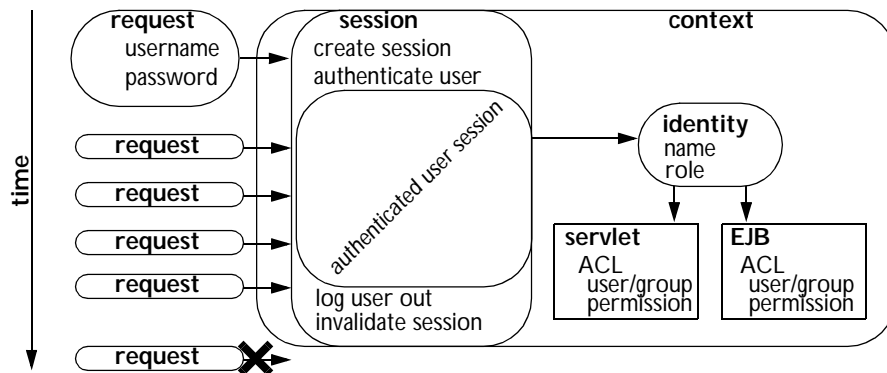 request
username
password
session
create session
authenticate user
context
time
request
request
request
request
request
authenticated user session
log user out
invalidate session
identity
name
role
servlet
ACL
user/group
permission
EJB
ACL
user/group
permission